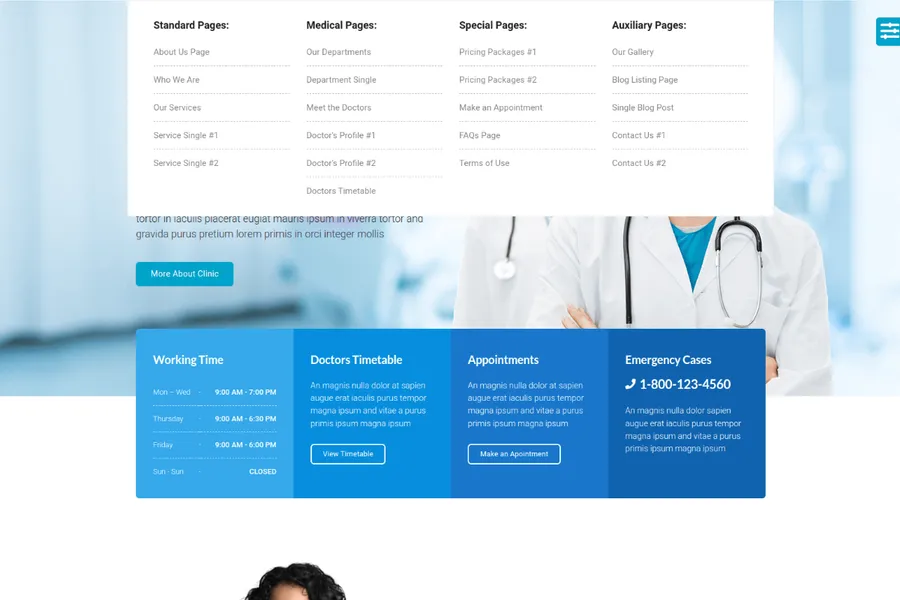 Standard Pages:
About Us Page
Who We Are
Our Services
Service Single #1
Service Single #2
Medical Pages:
Our Departments
Department Single
Meet the Doctors
Doctor's Profile #1
Doctor's Profile #2
Doctors Timetable
Special Pages:
Pricing Packages #1
Pricing Packages #2
Make an Appointment
FAQs Page
Terms of Use
Auxiliary Pages:
Our Gallery
Blog Listing Page
Single Blog Post
Contact Us #1
Contact Us #2
tortor in iaculis placerat eugiat mauris ipsum in viverra tortor and
gravida purus pretium lorem primis in orci integer mollis
More About Clinic
Working Time
Mon – Wed - 9:00 AM - 7:00 PM
Thursday - 9:00 AM - 6:30 PM
Friday - 9:00 AM - 6:00 PM
Sun - Sun - CLOSED
Doctors Timetable
An magnis nulla dolor at sapien
augue erat iaculis purus tempor
magna ipsum and vitae a purus
primis ipsum magna ipsum
View Timetable
Appointments
An magnis nulla dolor at sapien
augue erat iaculis purus tempor
magna ipsum and vitae a purus
primis ipsum magna ipsum
Make an Apointment
Emergency Cases
1-800-123-4560
An magnis nulla dolor sapien
augue erat iaculis purus tempor
magna ipsum and vitae a purus
primis ipsum magna ipsum